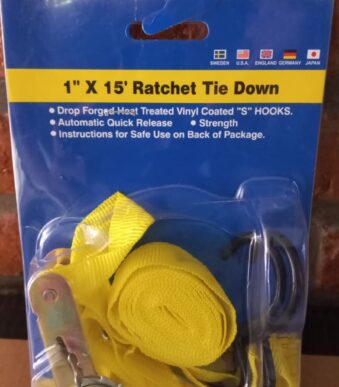 SWEDEN U.S.A. ENGLAND GERMANY JAPAN
1" X 15' Ratchet Tie Down
• Drop Forged Heat Treated Vinyl Coated "S" HOOKS.
• Automatic Quick Release • Strength
• Instructions for Safe Use on Back of Package.